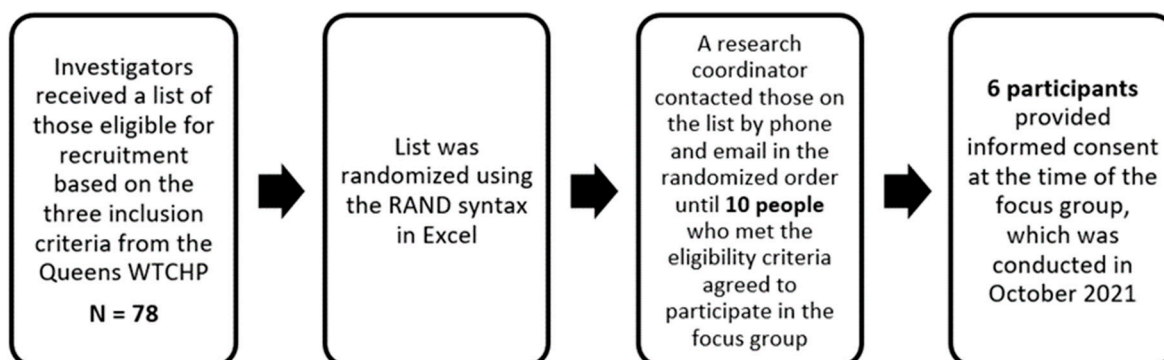 Investigators
received a list of
those eligible for
recruitment
based on the
three inclusion
criteria from the
Queens WTCHP
N = 78
List was
randomized using
the RAND syntax
in Excel
A research
coordinator
contacted those on
the list by phone
and email in the
randomized order
until 10 people
who met the
eligibility criteria
agreed to
participate in the
focus group
6 participants
provided
informed consent
at the time of the
focus group,
which was
conducted in
October 2021